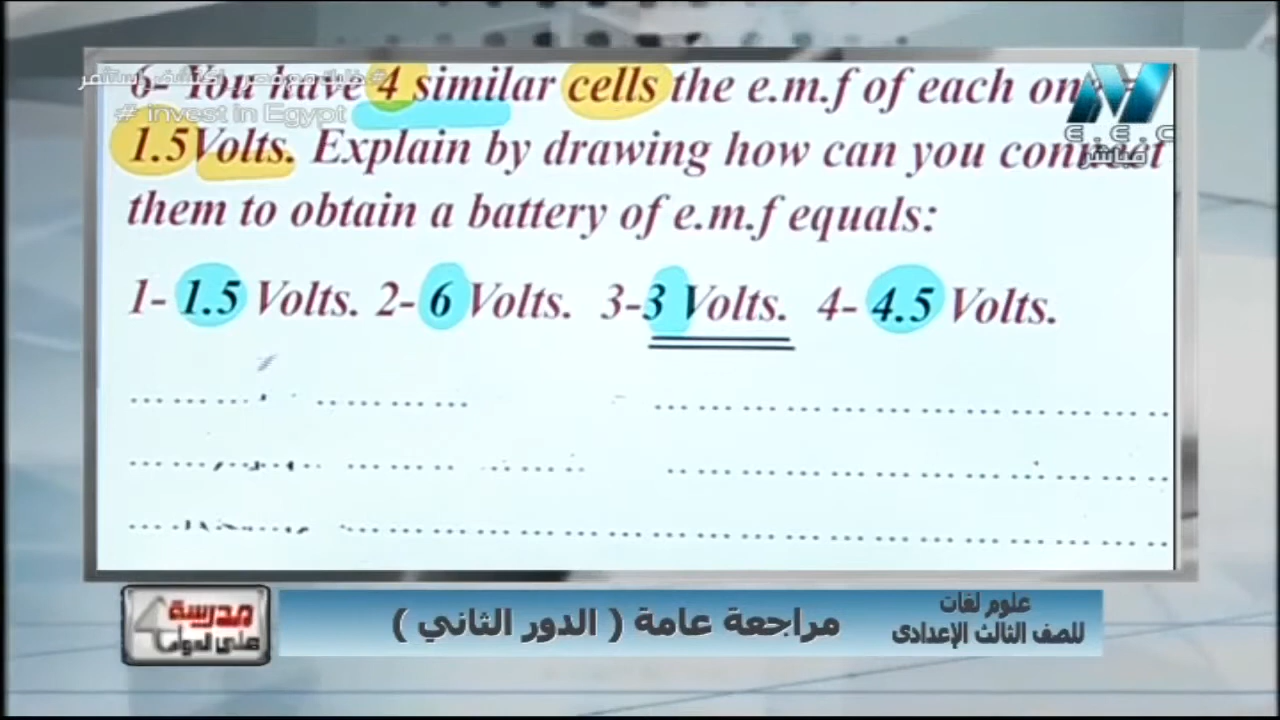 6- You have 4 similar cells the e.m.f of each one
# invest in Egypt
E.E.C
مباشر
1.5Volts. Explain by drawing how can you connect
them to obtain a battery of e.m.f equals:
1- 1.5 Volts. 2- 6 Volts. 3-3 Volts. 4- 4.5 Volts.
علوم لغات
للصف الثالث الإعدادى
مراجعة عامة ( الدور الثاني )
مدرسة
على الهواء